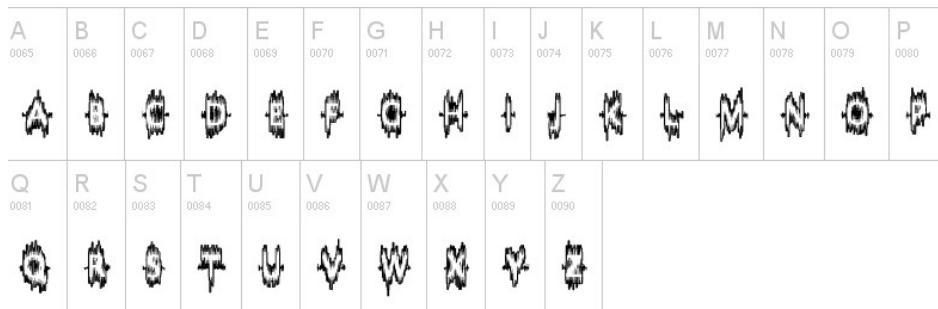 A B C D E F G H I J K L M N O P
0065 0066 0067 0068 0069 0070 0071 0072 0073 0074 0075 0076 0077 0078 0079 0080
A B C D E F G H I J K L M N O P
Q R S T U V W X Y Z
0081 0082 0083 0084 0085 0086 0087 0088 0089 0090
Q R S T U V W X Y Z